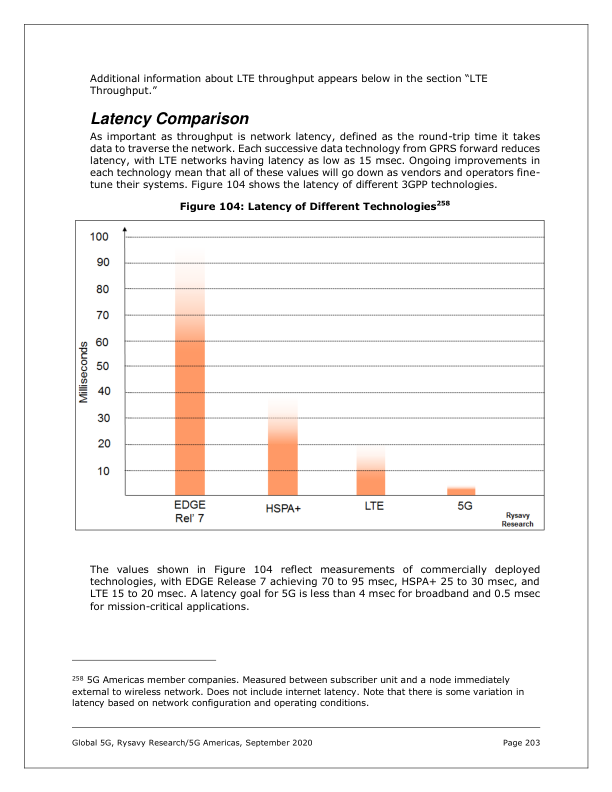 Additional information about LTE throughput appears below in the section “LTE
Throughput.”
Latency Comparison
As important as throughput is network latency, defined as the round-trip time it takes
data to traverse the network. Each successive data technology from GPRS forward reduces
latency, with LTE networks having latency as low as 15 msec. Ongoing improvements in
each technology mean that all of these values will go down as vendors and operators fine-
tune their systems. Figure 104 shows the latency of different 3GPP technologies.
Figure 104: Latency of Different Technologies258
100
90
80
70
60
50
40
30
20
10
Milliseconds
EDGE
Rel’ 7
HSPA+
LTE
5G
Rysavy
Research
The values shown in Figure 104 reflect measurements of commercially deployed
technologies, with EDGE Release 7 achieving 70 to 95 msec, HSPA+ 25 to 30 msec, and
LTE 15 to 20 msec. A latency goal for 5G is less than 4 msec for broadband and 0.5 msec
for mission-critical applications.
258 5G Americas member companies. Measured between subscriber unit and a node immediately
external to wireless network. Does not include internet latency. Note that there is some variation in
latency based on network configuration and operating conditions.
Global 5G, Rysavy Research/5G Americas, September 2020 Page 203